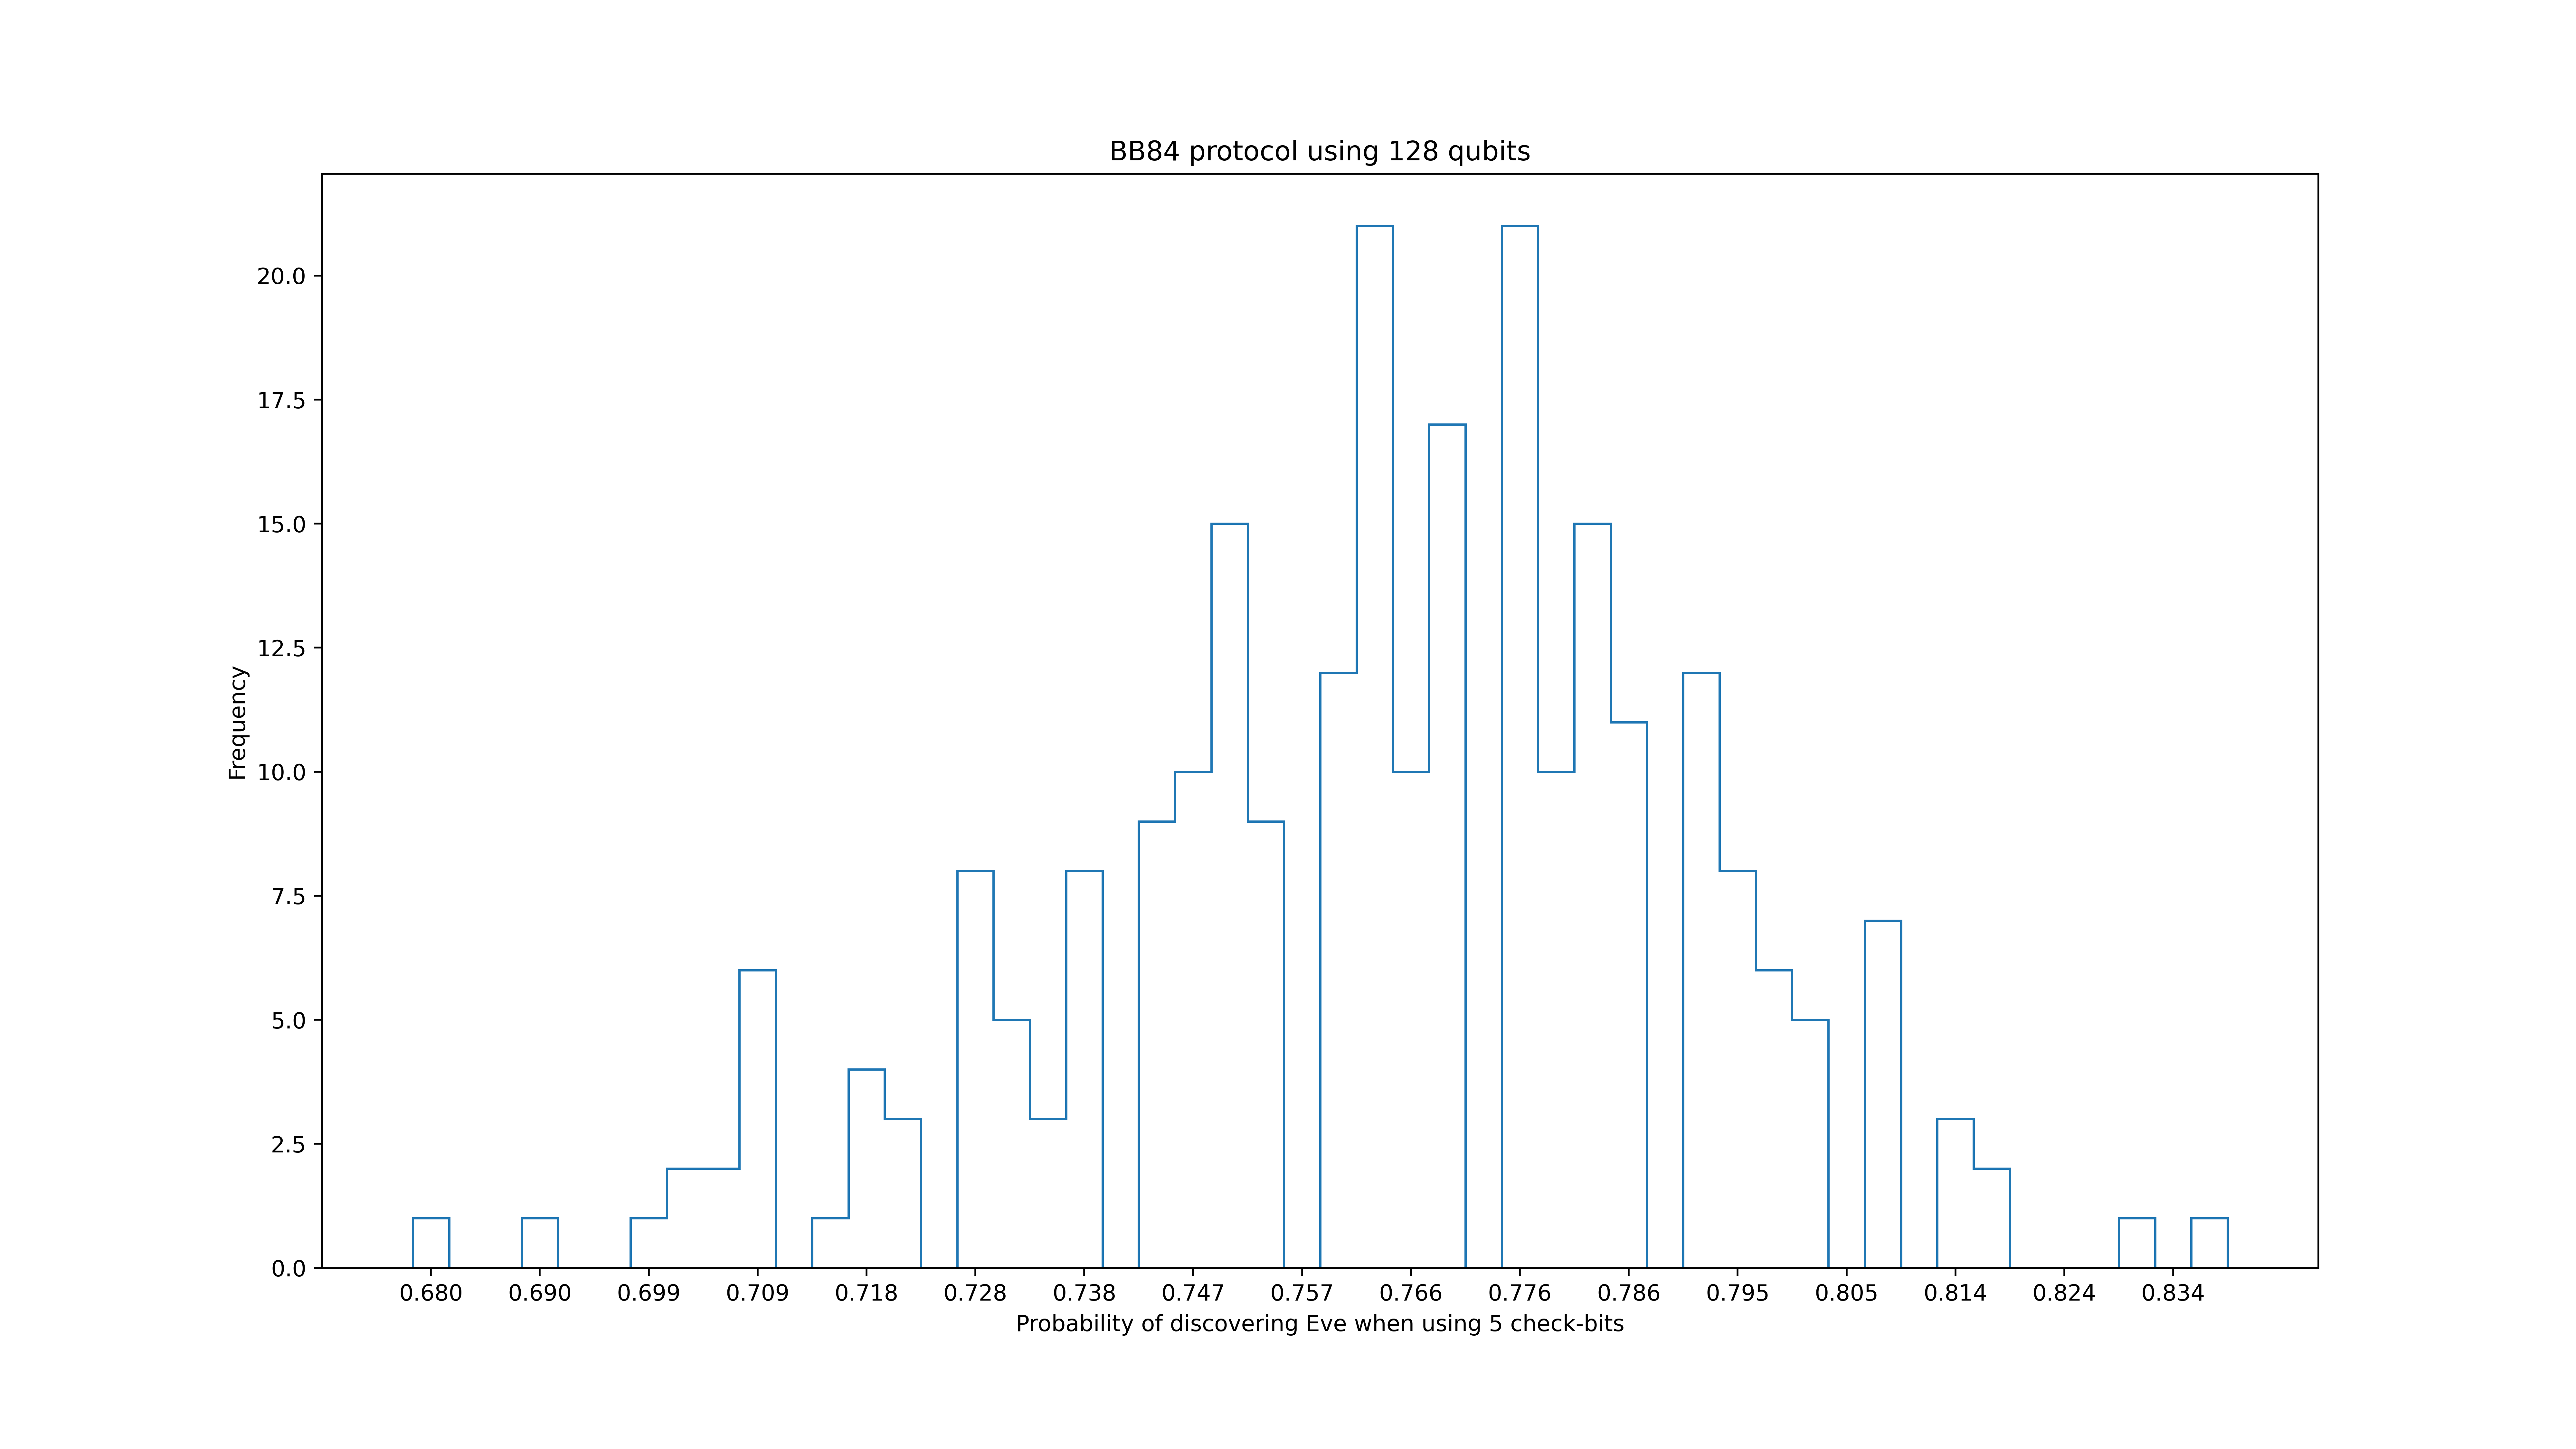 BB84 protocol using 128 qubits
20.0
17.5
15.0
12.5
10.0
7.5
5.0
2.5
0.0
Frequency
0.680 0.690 0.699 0.709 0.718 0.728 0.738 0.747 0.757 0.766 0.776 0.786 0.795 0.805 0.814 0.824 0.834
Probability of discovering Eve when using 5 check-bits